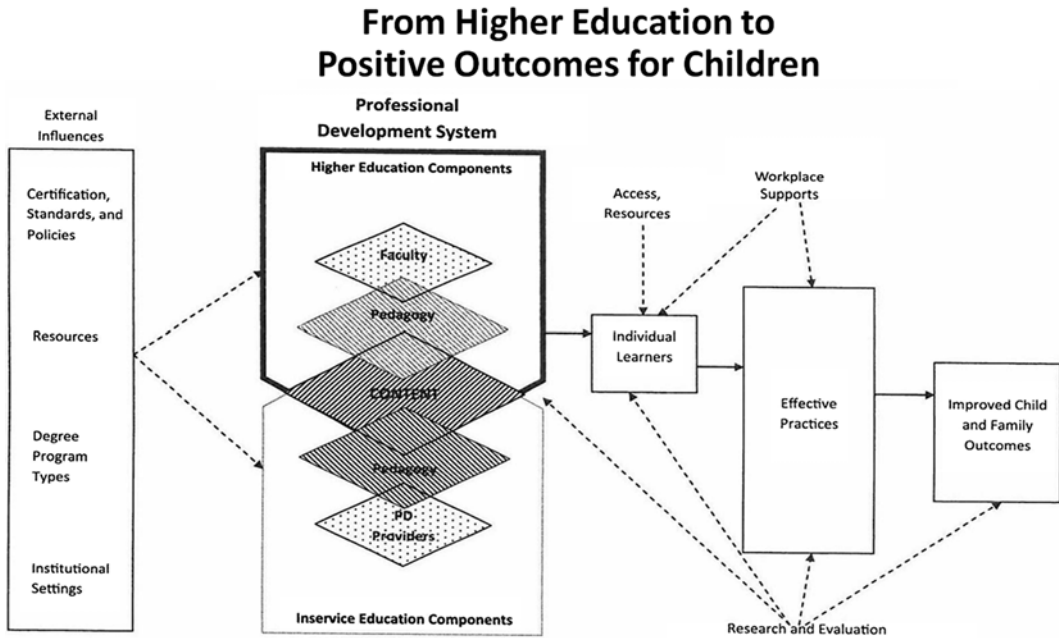 From Higher Education to
Positive Outcomes for Children
External
Influences
Certification,
Standards, and
Policies
Resources
Degree
Program
Types
Institutional
Settings
Professional
Development System
Higher Education Components
Faculty
Pedagogy
CONTENT
Pedagogy
PD
Providers
Inservice Education Components
Access,
Resources
Workplace
Supports
Individual
Learners
Effective
Practices
Improved Child
and Family
Outcomes
Research and Evaluation